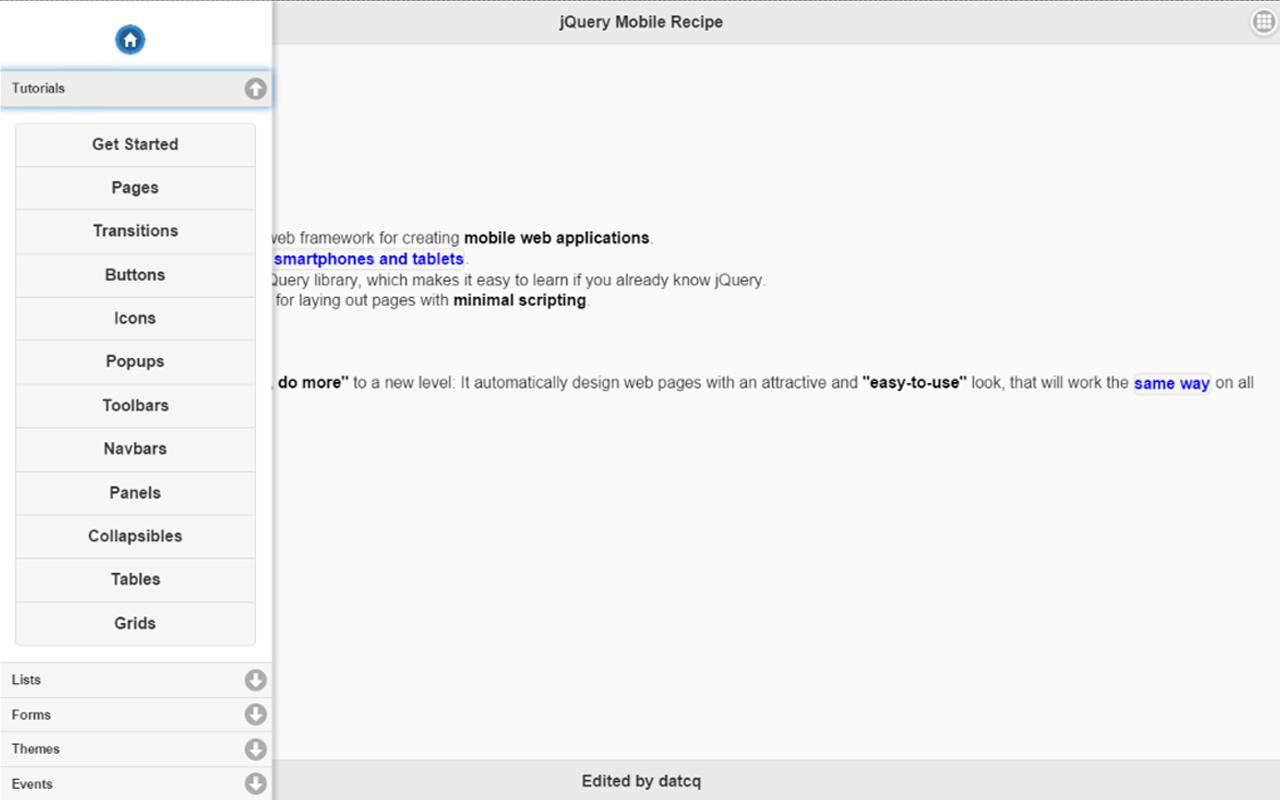 jQuery Mobile Recipe
Tutorials
Get Started
Pages
Transitions
Buttons
Icons
Popups
Toolbars
Navbars
Panels
Collapsibles
Tables
Grids
Lists
Forms
Themes
Events
web framework for creating mobile web applications.
smartphones and tablets.
jQuery library, which makes it easy to learn if you already know jQuery.
for laying out pages with minimal scripting.
, do more" to a new level: It automatically design web pages with an attractive and "easy-to-use" look, that will work the same way on all
Edited by datcq